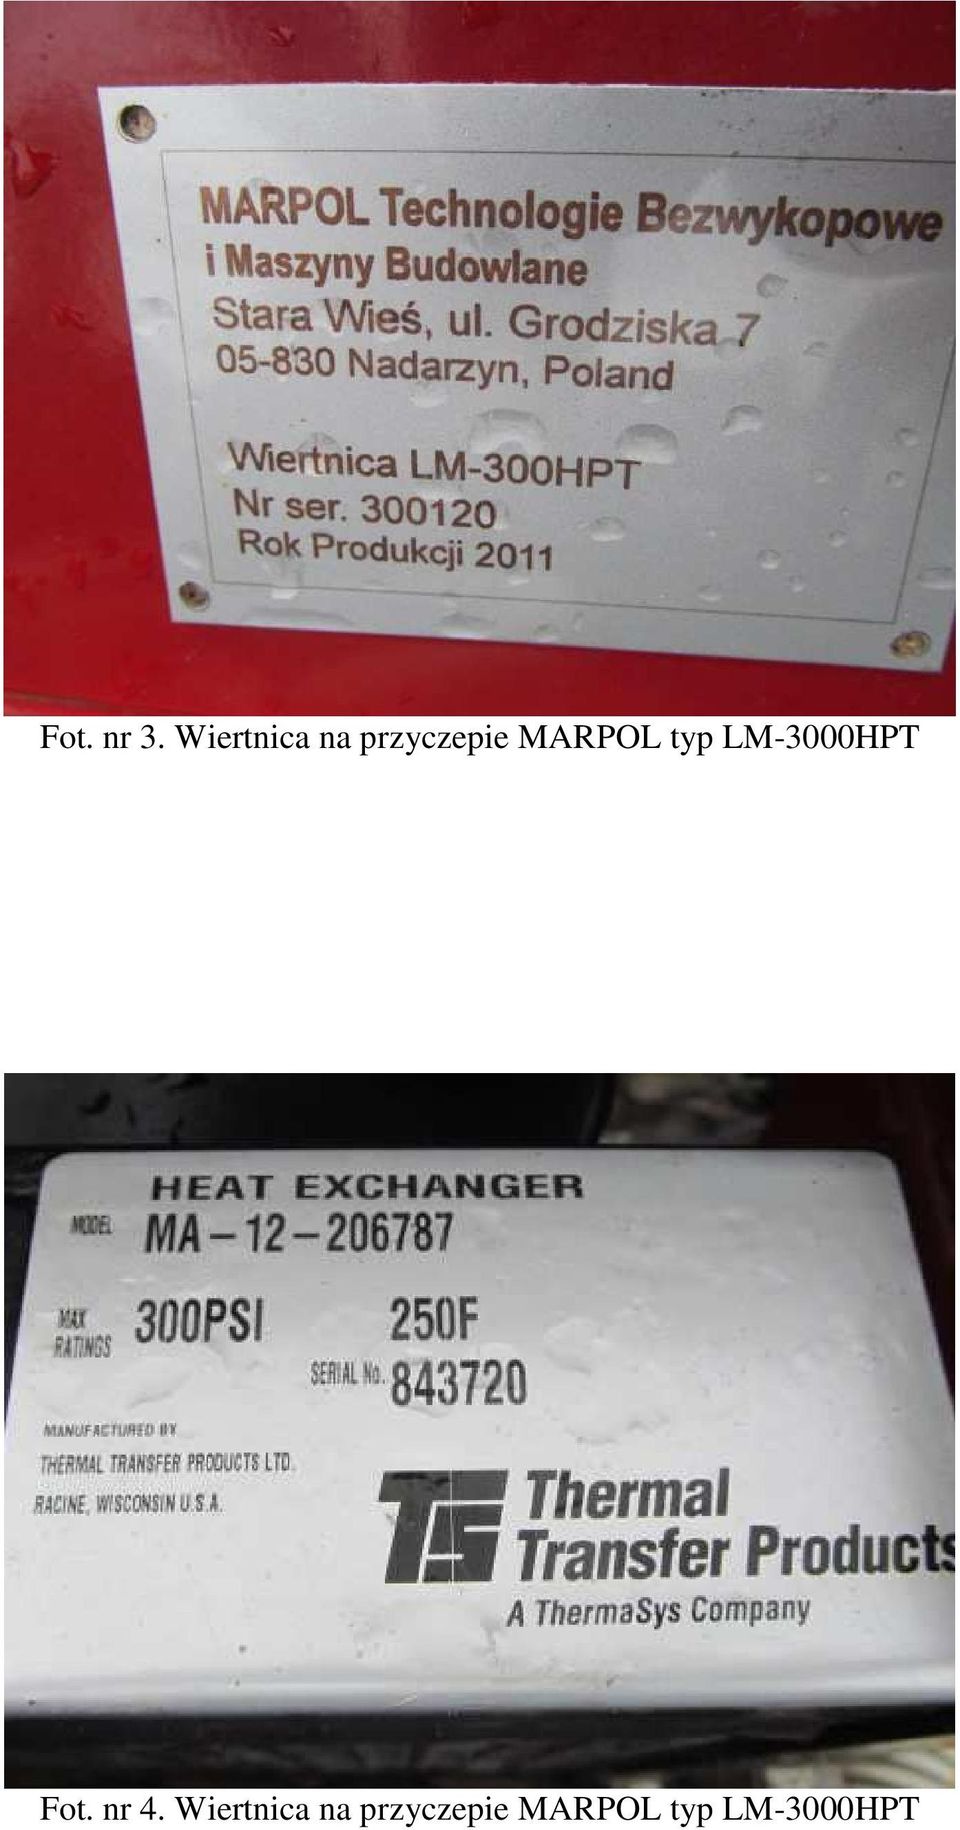 MARPOL Technologie Bezwykopowe
i Maszyny Budowlane
Stara Wieś, ul. Grodziska 7
05-830 Nadarzyn, Poland
Wiertnica LM-300HPT
Nr ser. 300120
Rok Produkcji 2011
Fot. nr 3. Wiertnica na przyczepie MARPOL typ LM-3000HPT
HEAT EXCHANGER
MODEL MA-12-206787
MAX RATINGS 300PSI 250F
SERIAL No. 843720
MANUFACTURED BY
THERMAL TRANSFER PRODUCTS LTD.
RACINE, WISCONSIN U.S.A.
Thermal
Transfer Products
A ThermaSys Company
Fot. nr 4. Wiertnica na przyczepie MARPOL typ LM-3000HPT